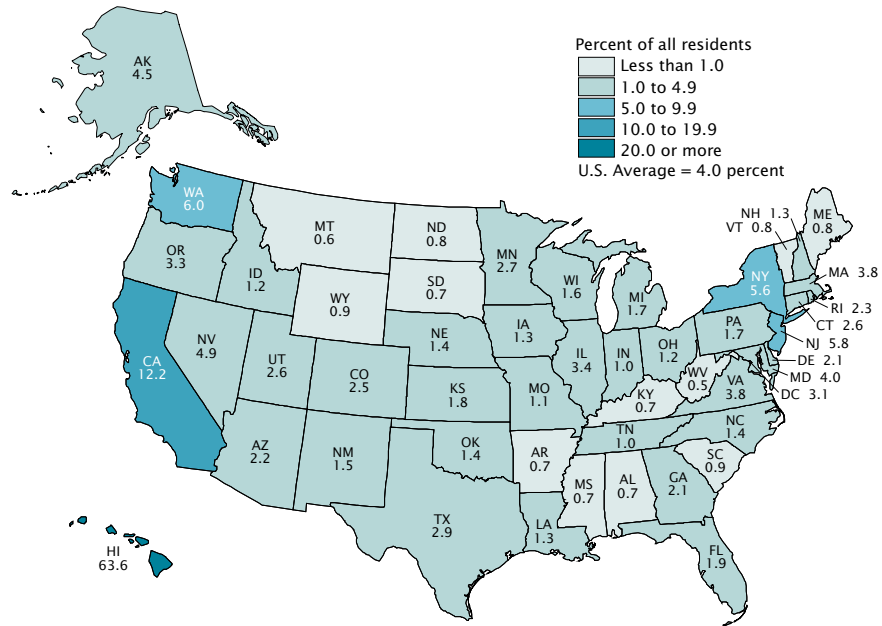 Percent of all residents
Less than 1.0
1.0 to 4.9
5.0 to 9.9
10.0 to 19.9
20.0 or more
U.S. Average = 4.0 percent
AK
4.5
WA
6.0
OR
3.3
CA
12.2
NV
4.9
ID
1.2
MT
0.6
WY
0.9
UT
2.6
AZ
2.2
CO
2.5
NM
1.5
ND
0.8
SD
0.7
NE
1.4
KS
1.8
OK
1.4
TX
2.9
MN
2.7
IA
1.3
MO
1.1
AR
0.7
LA
1.3
WI
1.6
IL
3.4
MI
1.7
IN
1.0
OH
1.2
KY
0.7
TN
1.0
MS
0.7
AL
0.7
GA
2.1
FL
1.9
SC
0.9
NC
1.4
VA
3.8
WV
0.5
PA
1.7
NY
5.6
NH 1.3
VT 0.8
ME
0.8
MA 3.8
RI 2.3
CT 2.6
NJ 5.8
DE 2.1
MD 4.0
DC 3.1
HI
63.6